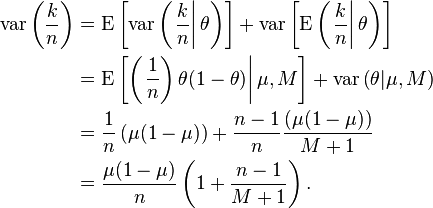 var(k/n) = E[var(k/n|θ)] + var[E(k/n|θ)]
= E[(1/n)θ(1−θ)|μ,M] + var(θ|μ,M)
= 1/n (μ(1−μ)) + n−1/n (μ(1−μ))/M+1
= μ(1−μ)/n (1 + n−1/M+1).